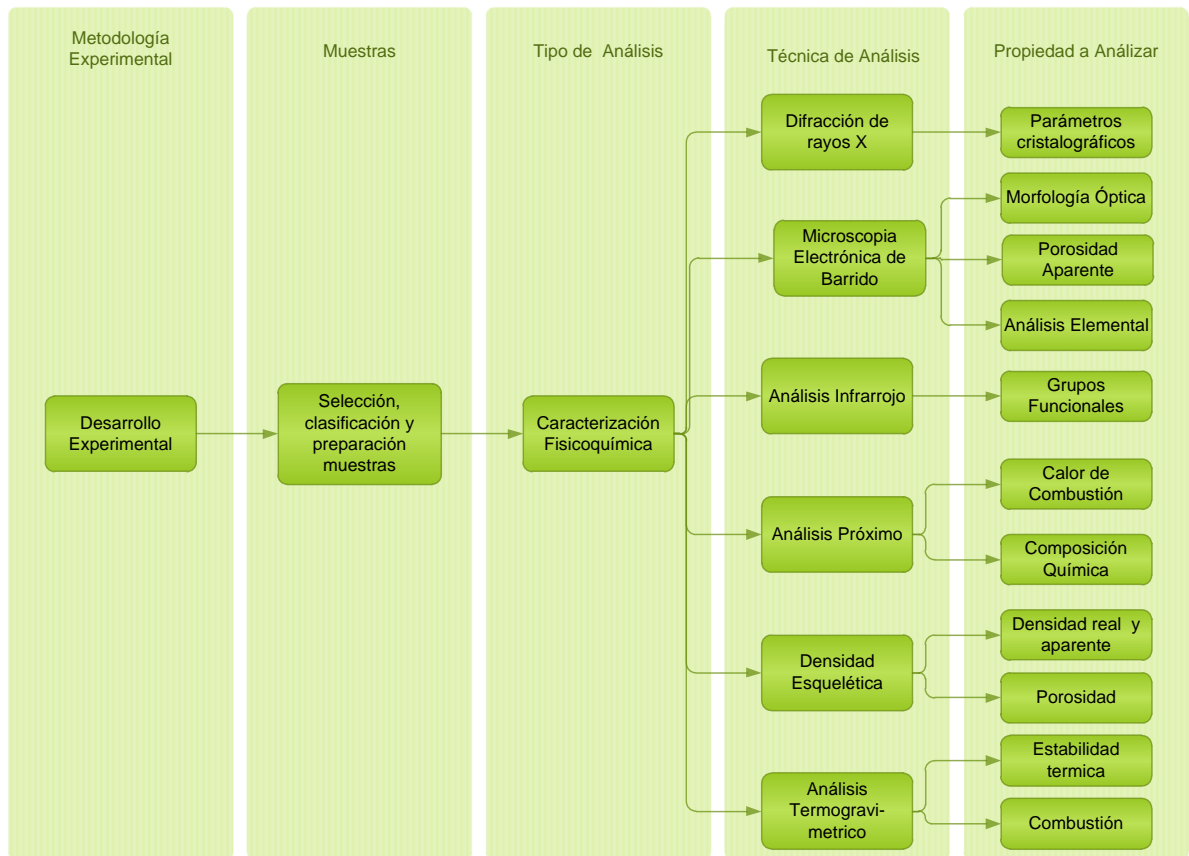 Metodología
Experimental
Muestras
Tipo de Análisis
Técnica de Análisis
Propiedad a Análizar
Desarrollo
Experimental
Selección,
clasificación y
preparación
muestras
Caracterización
Fisicoquímica
Difracción de
rayos X
Microscopia
Electrónica de
Barrido
Análisis Infrarrojo
Análisis Próximo
Densidad
Esquelética
Análisis
Termogravi-
metrico
Parámetros
cristalográficos
Morfología Óptica
Porosidad
Aparente
Análisis Elemental
Grupos
Funcionales
Calor de
Combustión
Composición
Química
Densidad real y
aparente
Porosidad
Estabilidad
termica
Combustión